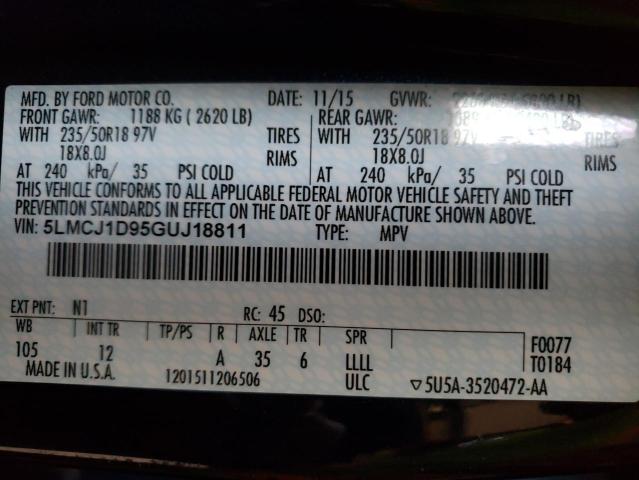 MFD. BY FORD MOTOR CO. DATE: 11/15 GVWR:
FRONT GAWR: 1188 KG ( 2620 LB) REAR GAWR:
WITH 235/50R18 97V TIRES WITH 235/50R18 97V TIRES
18X8.0J RIMS 18X8.0J RIMS
AT 240 kPa/ 35 PSI COLD AT 240 kPa/ 35 PSI COLD
THIS VEHICLE CONFORMS TO ALL APPLICABLE FEDERAL MOTOR VEHICLE SAFETY AND THEFT
PREVENTION STANDARDS IN EFFECT ON THE DATE OF MANUFACTURE SHOWN ABOVE.
VIN: 5LMCJ1D95GUJ18811 TYPE: MPV
EXT PNT: N1 RC: 45 DSO:
WB INT TR TP/PS R AXLE TR SPR
105 12 A 35 6 LLLL
F0077
T0184
MADE IN U.S.A. 1201511206506 ULC ▽5U5A-3520472-AA